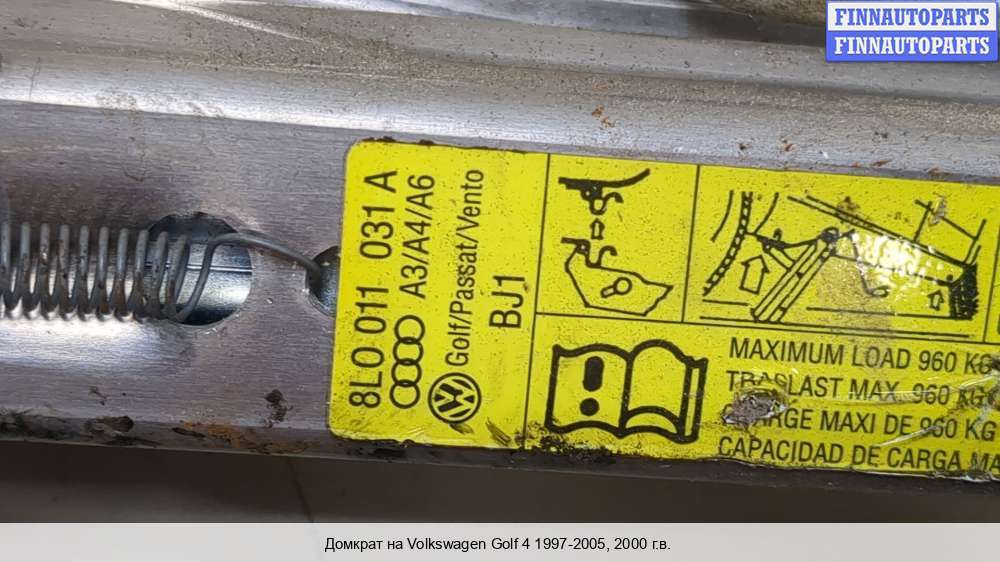 FINNAUTOPARTS
FINNAUTOPARTS
8L0 011 031 A
A3/A4/A6
Golf/Passat/Vento
BJ1
MAXIMUM LOAD 960 KG
TRAGLAST MAX. 960 KG
CHARGE MAXI DE 960 KG
CAPACIDAD DE CARGA
Домкрат на Volkswagen Golf 4 1997-2005, 2000 г.в.